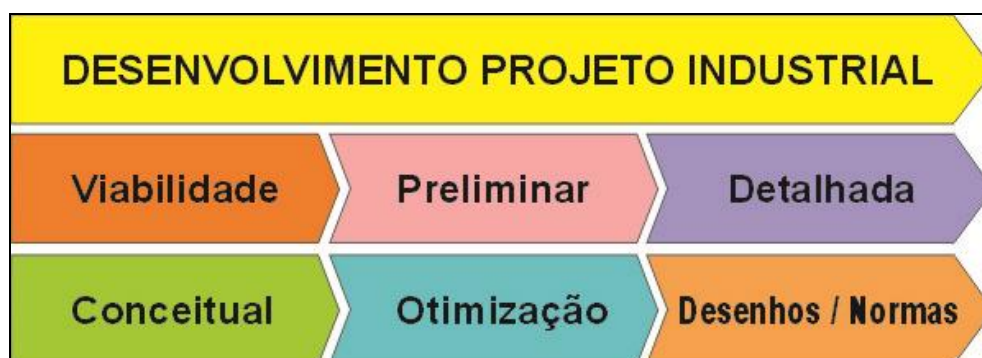 DESENVOLVIMENTO PROJETO INDUSTRIAL
Viabilidade
Preliminar
Detalhada
Conceitual
Otimização
Desenhos / Normas